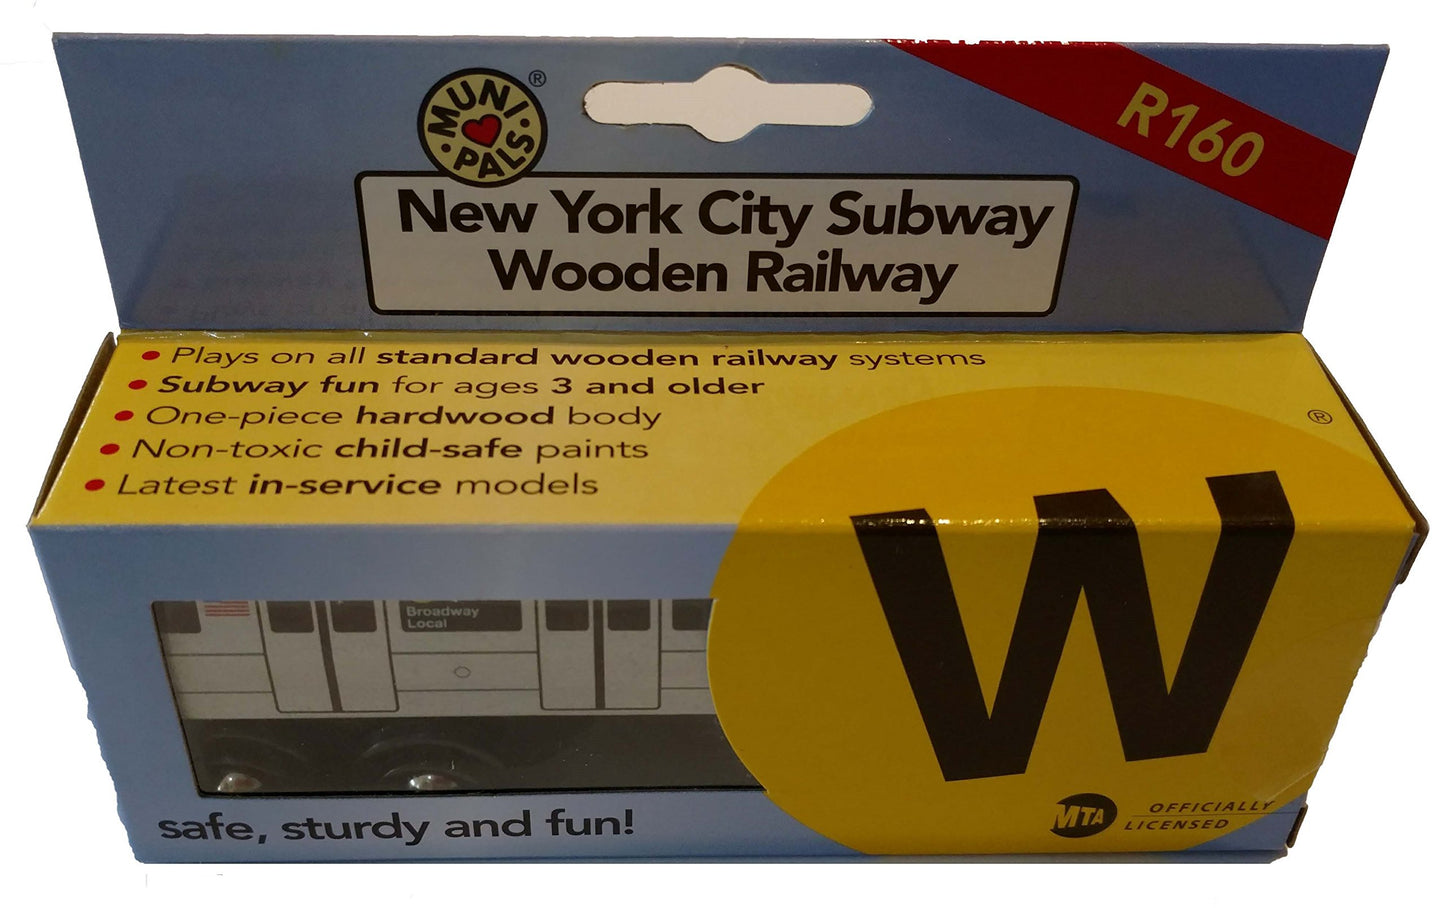 MUNI
PALS
®
R160
New York City Subway
Wooden Railway
• Plays on all standard wooden railway systems
• Subway fun for ages 3 and older
• One-piece hardwood body
• Non-toxic child-safe paints
• Latest in-service models
®
W
Broadway
Local
safe, sturdy and fun!
MTA
OFFICIALLY
LICENSED